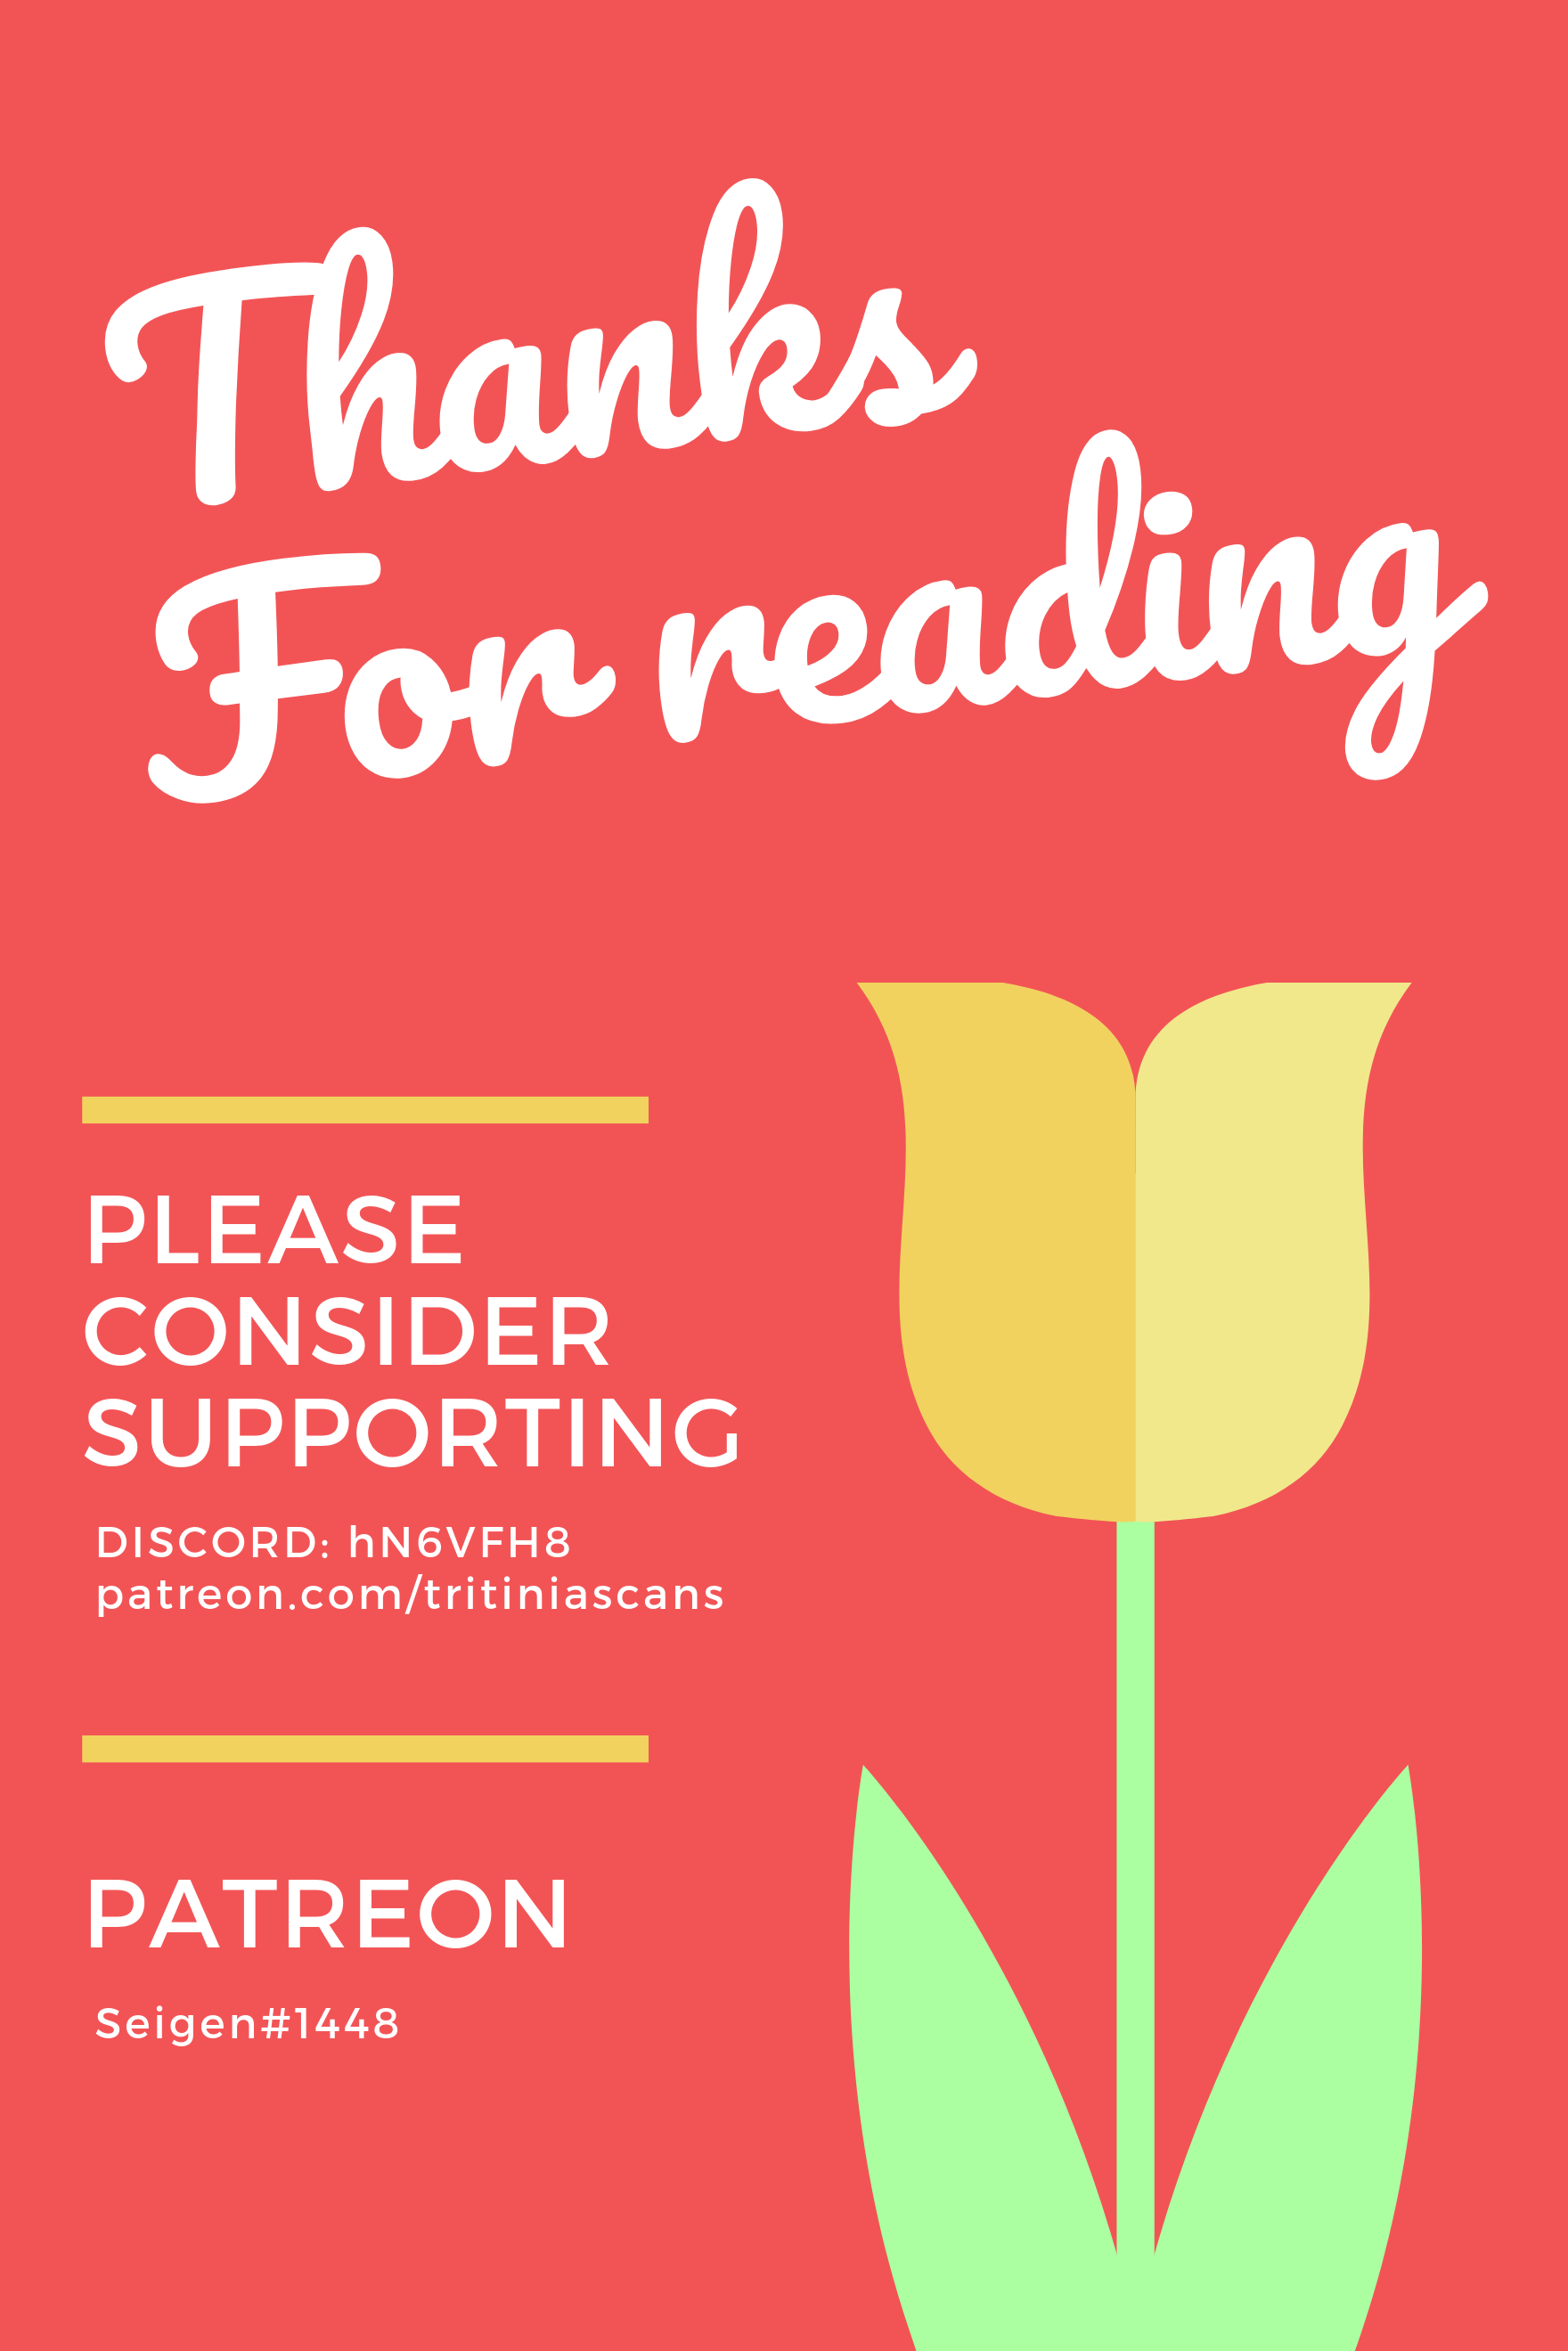 Thanks
For reading
PLEASE
CONSIDER
SUPPORTING
DISCORD: hN6VFH8
patreon.com/tritiniascans
PATREON
Seigen#1448